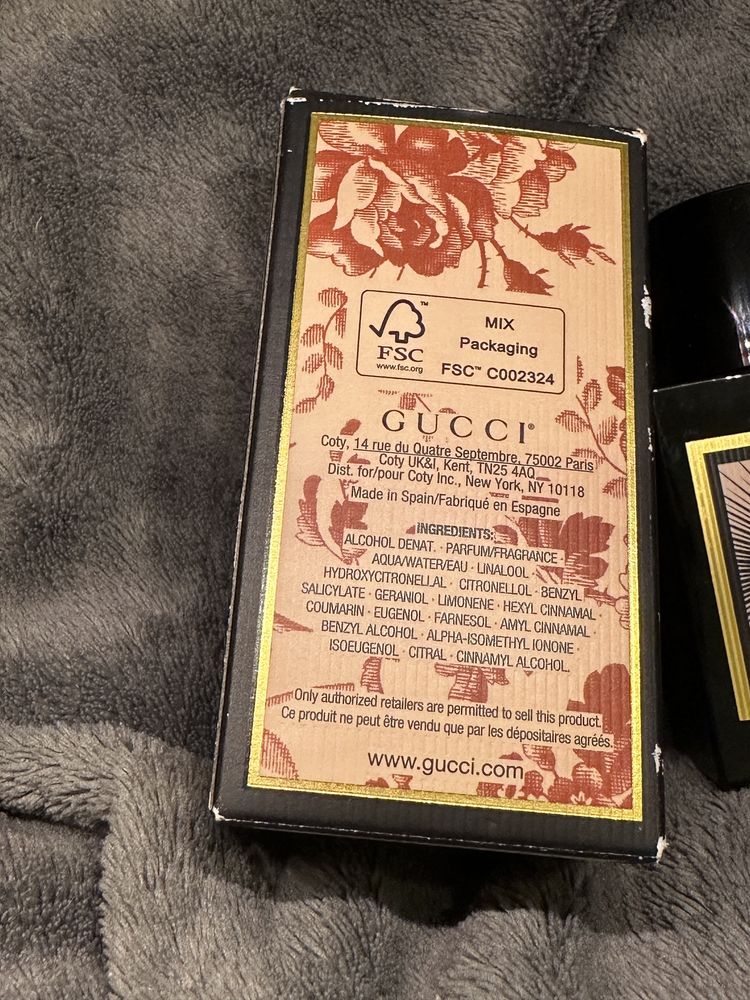 MIX
Packaging
FSC™ C002324
FSC
www.fsc.org
GUCCI®
Coty, 14 rue du Quatre Septembre, 75002 Paris
Coty UK&I, Kent, TN25 4AQ
Dist. for/pour Coty Inc., New York, NY 10118
Made in Spain/Fabriqué en Espagne
INGREDIENTS:
ALCOHOL DENAT. · PARFUM/FRAGRANCE ·
AQUA/WATER/EAU · LINALOOL ·
HYDROXYCITRONELLAL · CITRONELLOL · BENZYL
SALICYLATE · GERANIOL · LIMONENE · HEXYL CINNAMAL ·
COUMARIN · EUGENOL · FARNESOL · AMYL CINNAMAL ·
BENZYL ALCOHOL · ALPHA-ISOMETHYL IONONE ·
ISOEUGENOL · CITRAL · CINNAMYL ALCOHOL.
Only authorized retailers are permitted to sell this product.
Ce produit ne peut être vendu que par les dépositaires agréés.
www.gucci.com